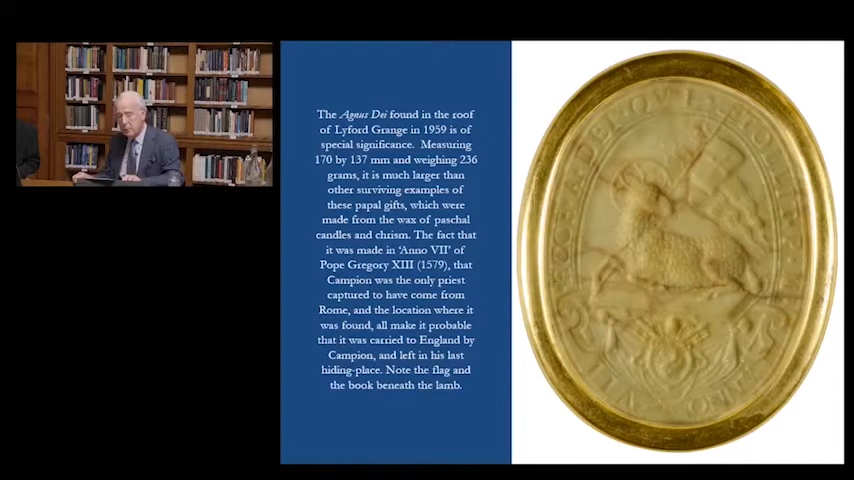 The Agnus Dei found in the roof
of Lyford Grange in 1959 is of
special significance. Measuring
170 by 137 mm and weighing 236
grams, it is much larger than
other surviving examples of
these papal gifts, which were
made from the wax of paschal
candles and chrism. The fact that
it was made in ‘Anno VII’ of
Pope Gregory XIII (1579), that
Campion was the only priest
captured to have come from
Rome, and the location where it
was found, all make it probable
that it was carried to England by
Campion, and left in his last
hiding-place. Note the flag and
the book beneath the lamb.